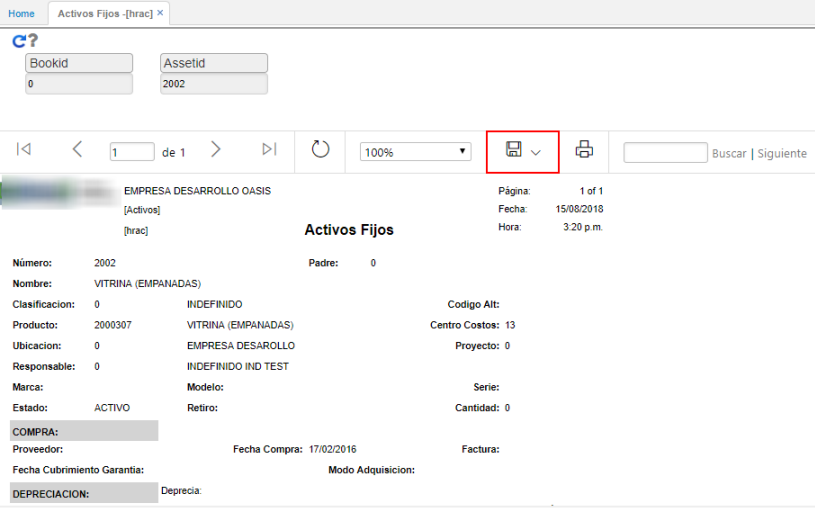 Home Activos Fijos -[hrac] ×
?
Bookid Assetid
0 2002
1 de 1 100% Buscar | Siguiente
EMPRESA DESARROLLO OASIS Página: 1 of 1
[Activos] Fecha: 15/08/2018
[hrac] Activos Fijos Hora: 3:20 p.m.
Número: 2002 Padre: 0
Nombre: VITRINA (EMPANADAS)
Clasificacion: 0 INDEFINIDO Codigo Alt:
Producto: 2000307 VITRINA (EMPANADAS) Centro Costos: 13
Ubicacion: 0 EMPRESA DESAROLLO Proyecto: 0
Responsable: 0 INDEFINIDO IND TEST
Marca: Modelo: Serie:
Estado: ACTIVO Retiro: Cantidad: 0
COMPRA:
Proveedor: Fecha Compra: 17/02/2016 Factura:
Fecha Cubrimiento Garantia: Modo Adquisicion:
DEPRECIACION: Deprecia: